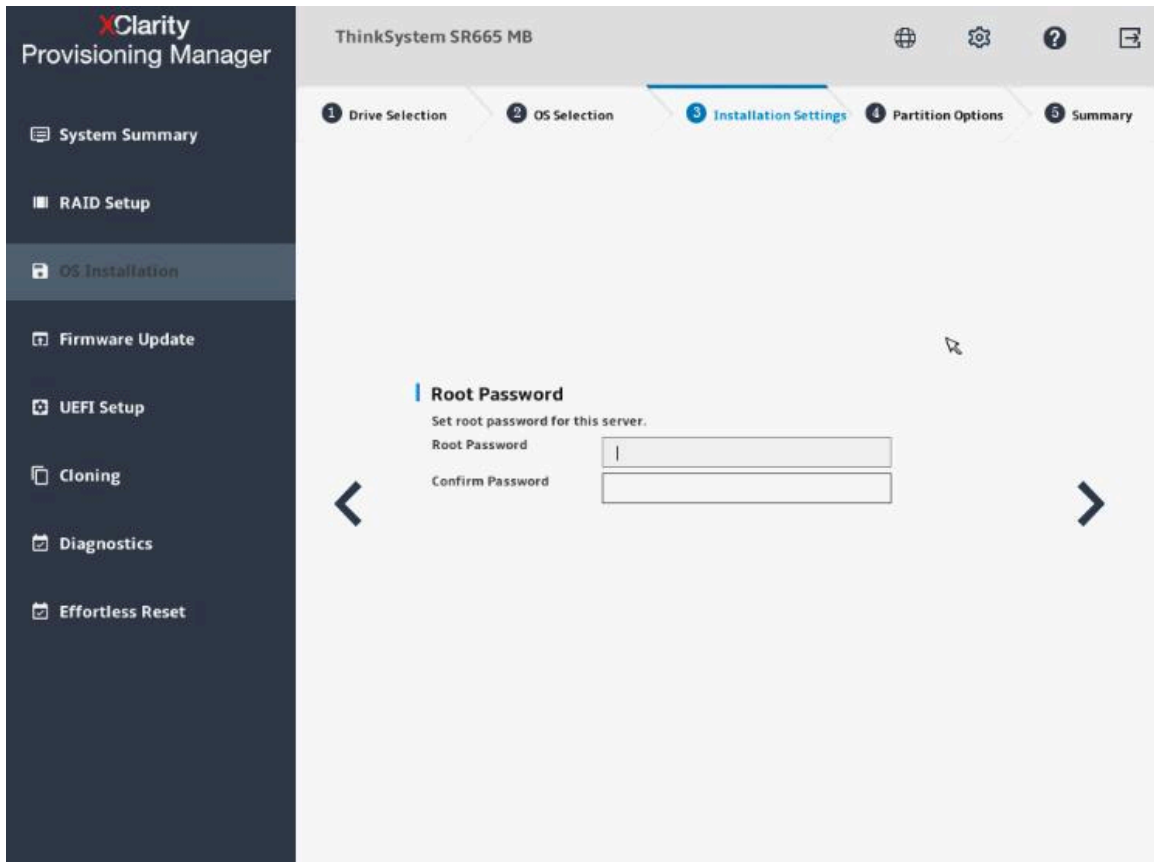 XClarity
Provisioning Manager
ThinkSystem SR665 MB
?
1 Drive Selection
2 OS Selection
3 Installation Settings
4 Partition Options
5 Summary
System Summary
RAID Setup
OS Installation
Firmware Update
UEFI Setup
Cloning
Diagnostics
Effortless Reset
Root Password
Set root password for this server.
Root Password
Confirm Password